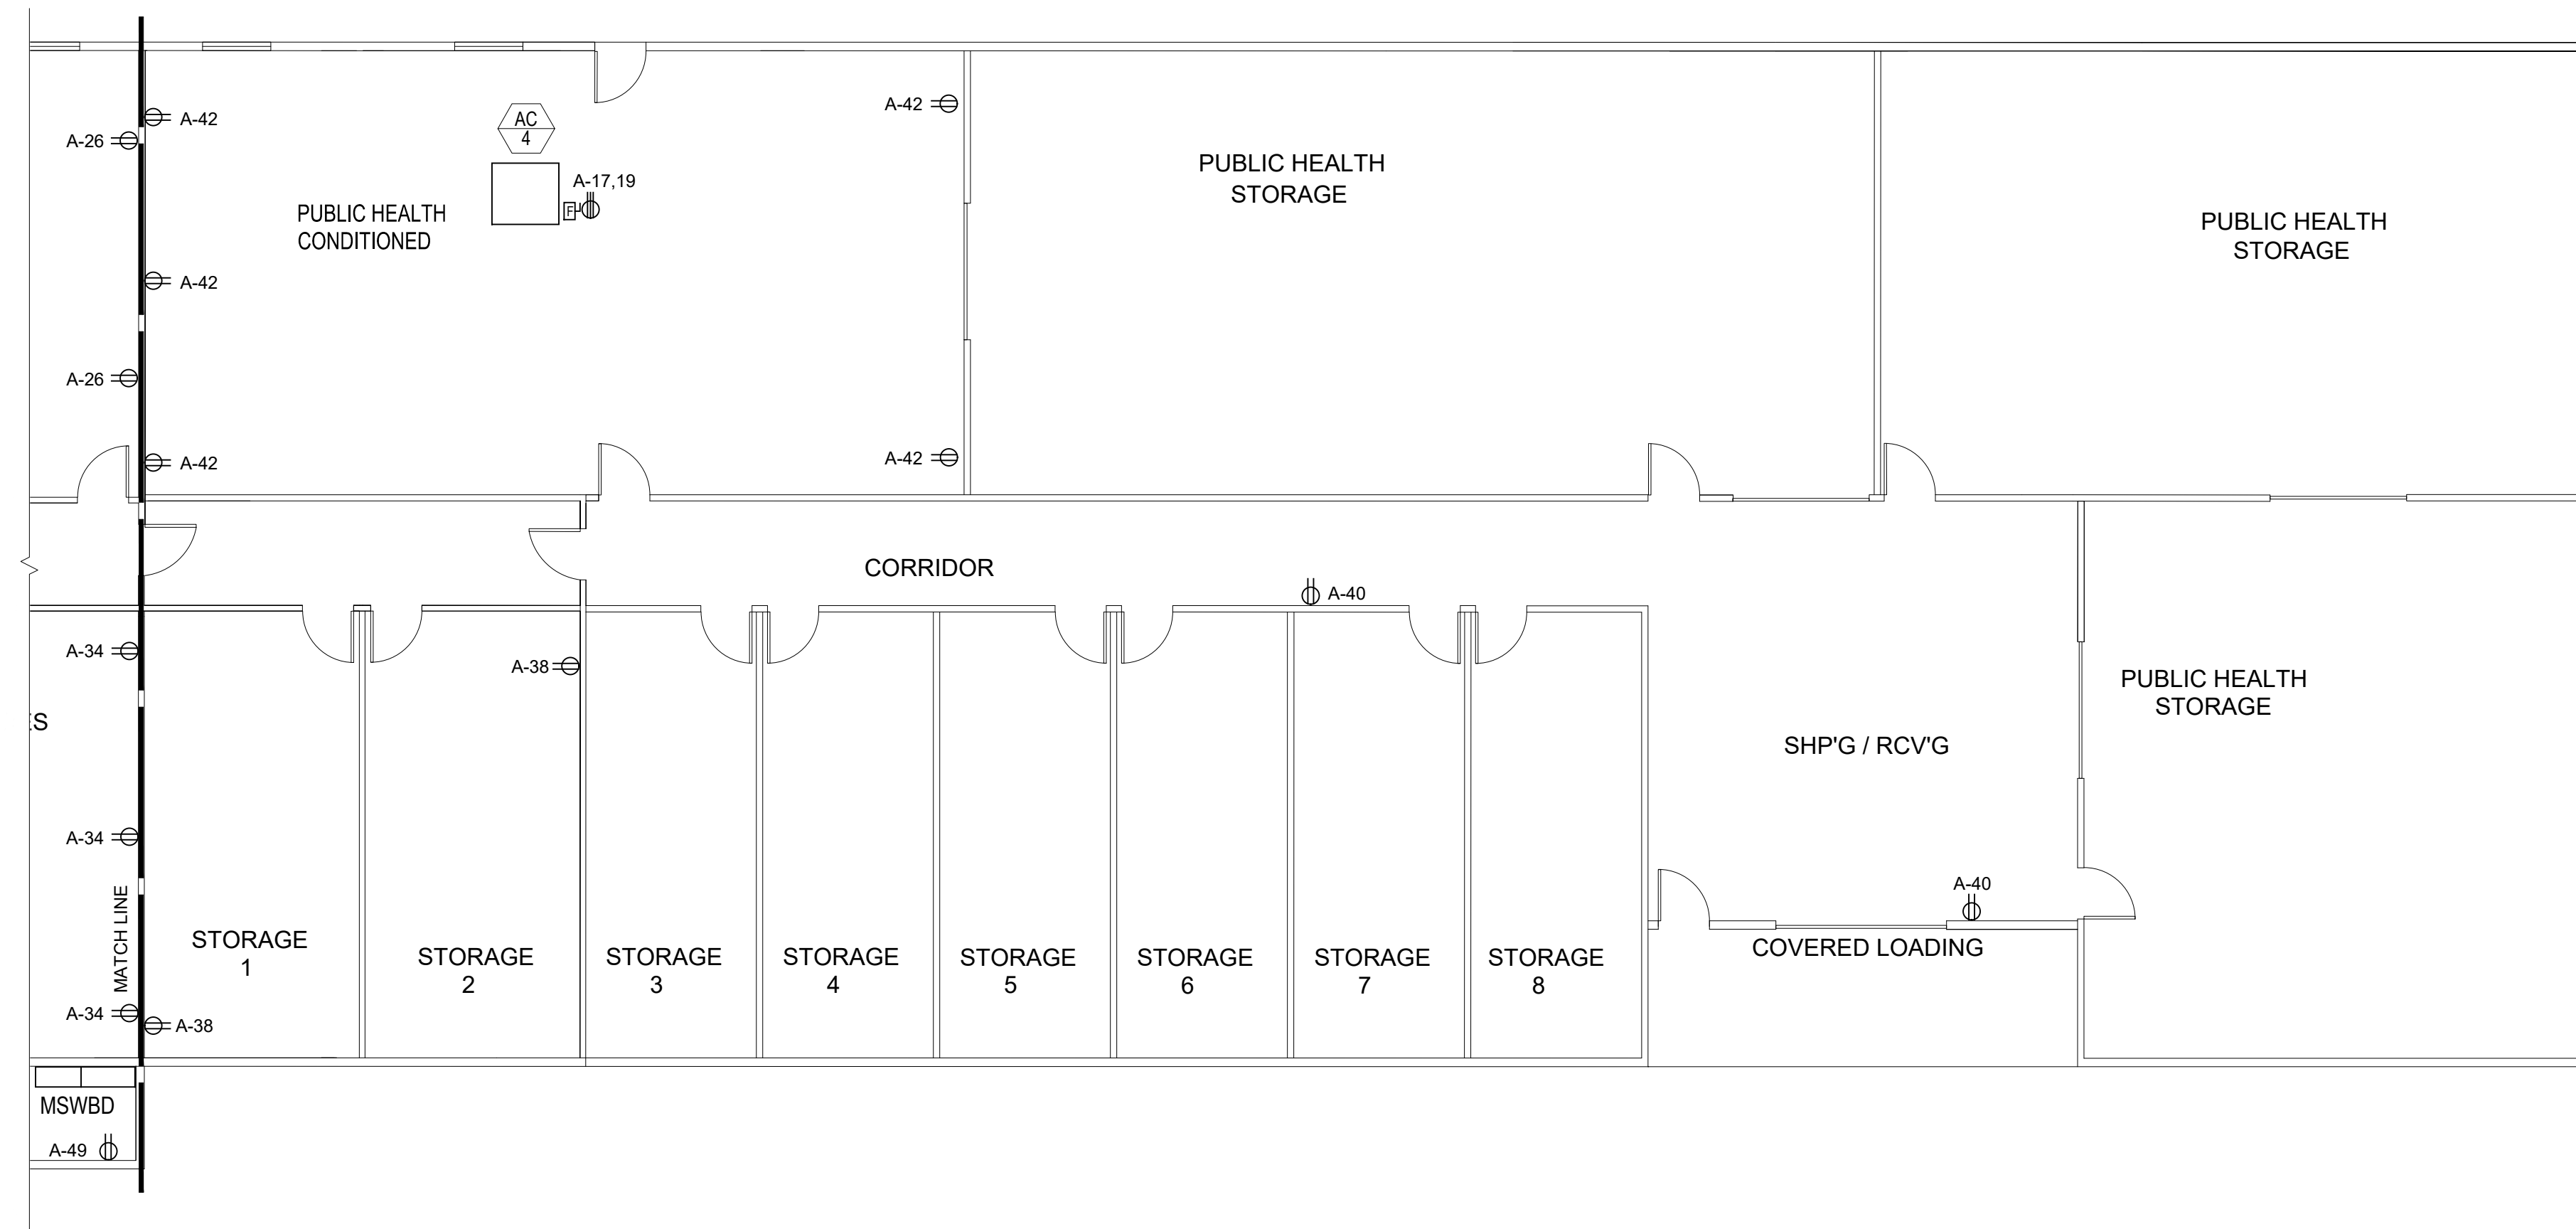 A-42
A-26
AC
4
A-17,19
PUBLIC HEALTH
CONDITIONED
A-42
PUBLIC HEALTH
STORAGE
PUBLIC HEALTH
STORAGE
A-42
A-26
A-42
A-42
F
CORRIDOR
A-40
A-34
A-38
ES
PUBLIC HEALTH
STORAGE
SHP'G / RCV'G
A-34
MATCH LINE
A-40
STORAGE
1
STORAGE
2
STORAGE
3
STORAGE
4
STORAGE
5
STORAGE
6
STORAGE
7
STORAGE
8
COVERED LOADING
A-34
A-38
MSWBD
A-49